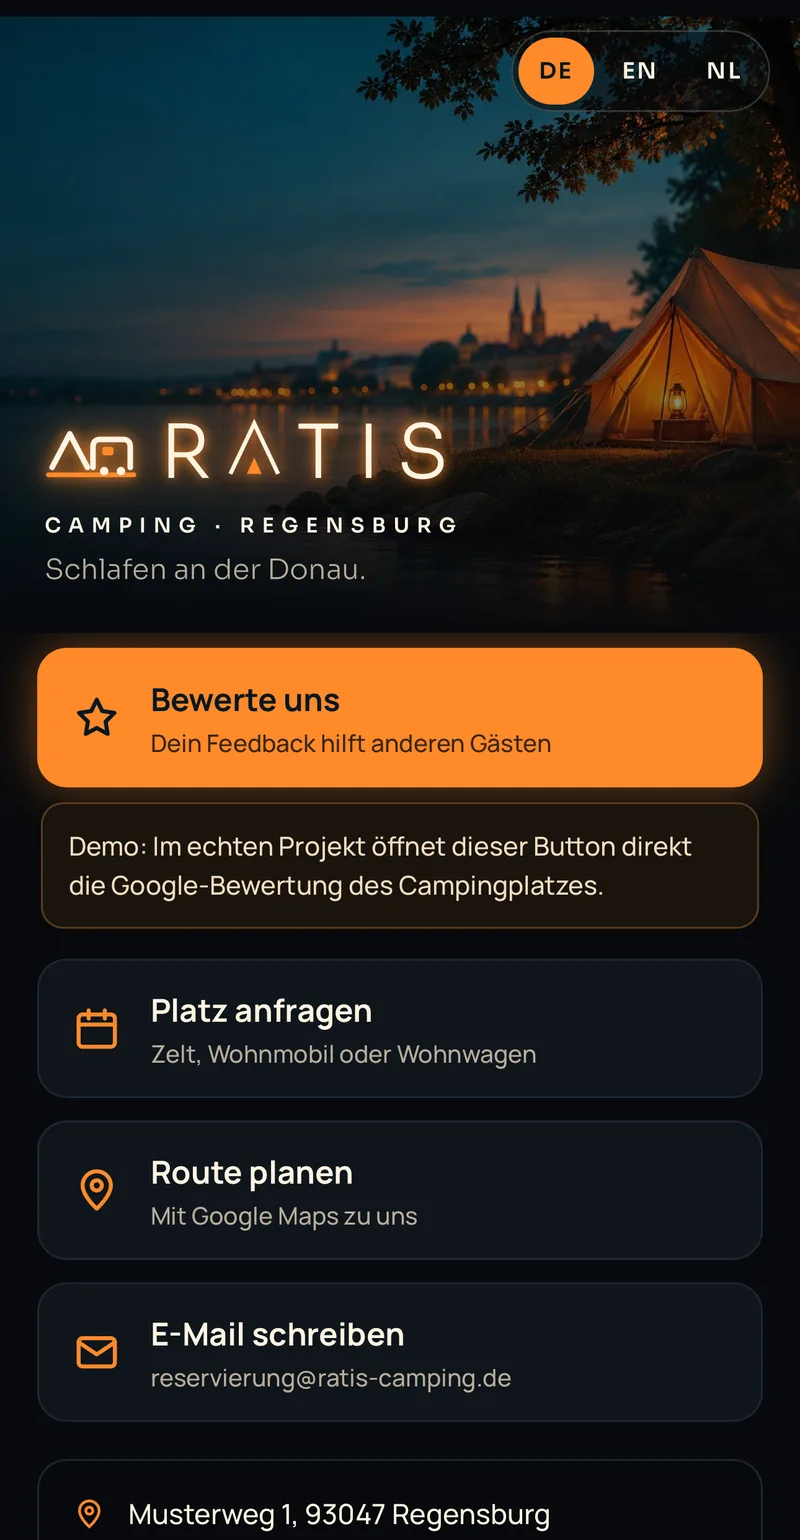 DE EN NL
RATIS
CAMPING · REGENSBURG
Schlafen an der Donau.
Bewerte uns
Dein Feedback hilft anderen Gästen
Demo: Im echten Projekt öffnet dieser Button direkt
die Google-Bewertung des Campingplatzes.
Platz anfragen
Zelt, Wohnmobil oder Wohnwagen
Route planen
Mit Google Maps zu uns
E-Mail schreiben
reservierung@ratis-camping.de
Musterweg 1, 93047 Regensburg